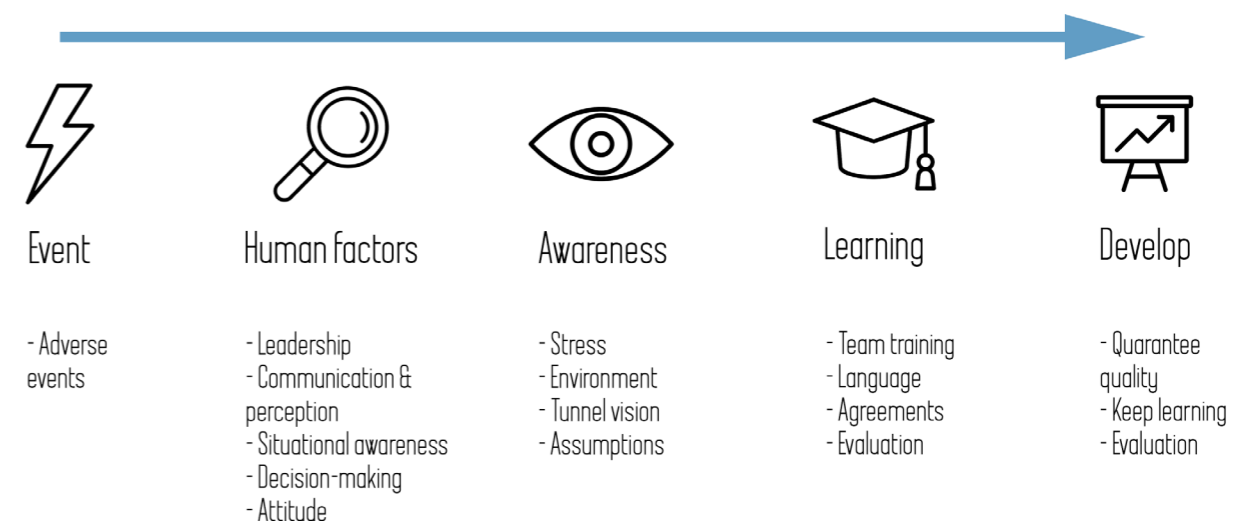 Event
- Adverse
events
Human factors
- Leadership
- Communication &
perception
- Situational awareness
- Decision-making
- Attitude
Awareness
- Stress
- Environment
- Tunnel vision
- Assumptions
Learning
- Team training
- Language
- Agreements
- Evaluation
Develop
- Quarantee
quality
- Keep learning
- Evaluation